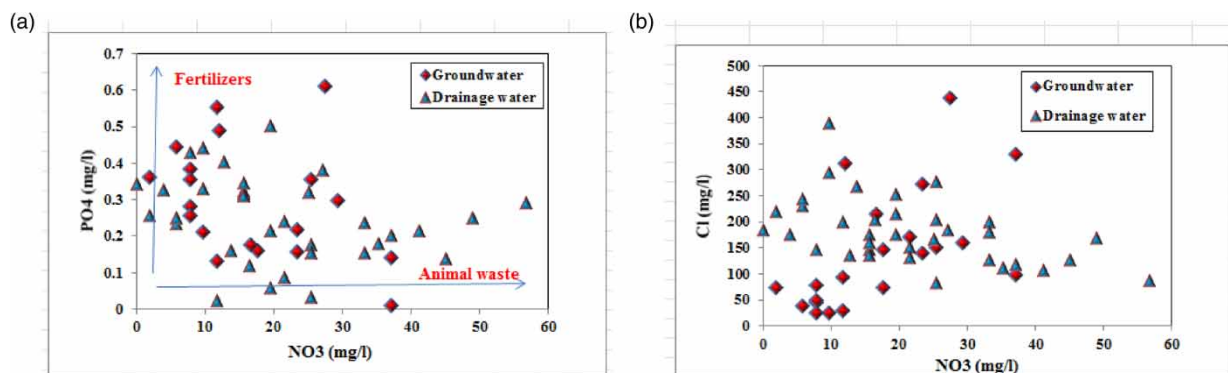 (a)
0.7
0.6
0.5
0.4
0.3
0.2
0.1
0
PO4 (mg/l)
Fertilizers
Groundwater
Drainage water
Animal waste
0 10 20 30 40 50 60
NO3 (mg/l)
(b)
500
450
400
350
300
250
200
150
100
50
0
Cl (mg/l)
Groundwater
Drainage water
0 10 20 30 40 50 60
NO3 (mg/l)